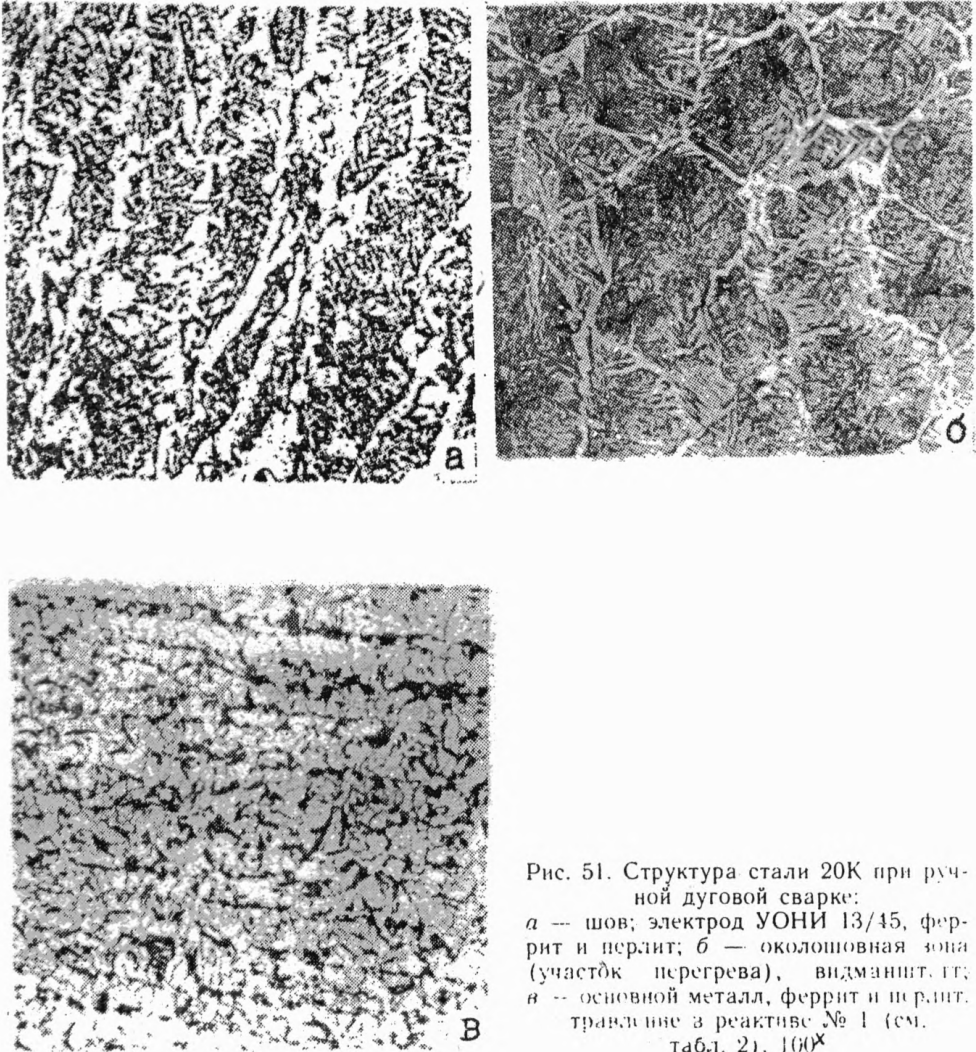 а
б
в
Рис. 51. Структура стали 20К при руч-
ной дуговой сварке:
а — шов; электрод УОНИ 13/45, фер-
рит и перлит; б — околошовная зона
(участок перегрева), видманштетт;
в — основной металл, феррит и перлит.
травление в реактиве № 1 (см.
табл. 2). 100ˣ